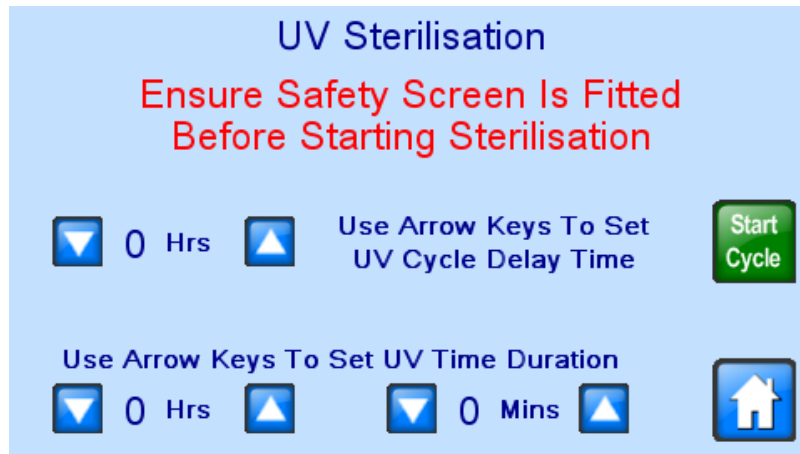 UV Sterilisation
Ensure Safety Screen Is Fitted
Before Starting Sterilisation
0 Hrs
Use Arrow Keys To Set
UV Cycle Delay Time
Start
Cycle
Use Arrow Keys To Set UV Time Duration
0 Hrs
0 Mins